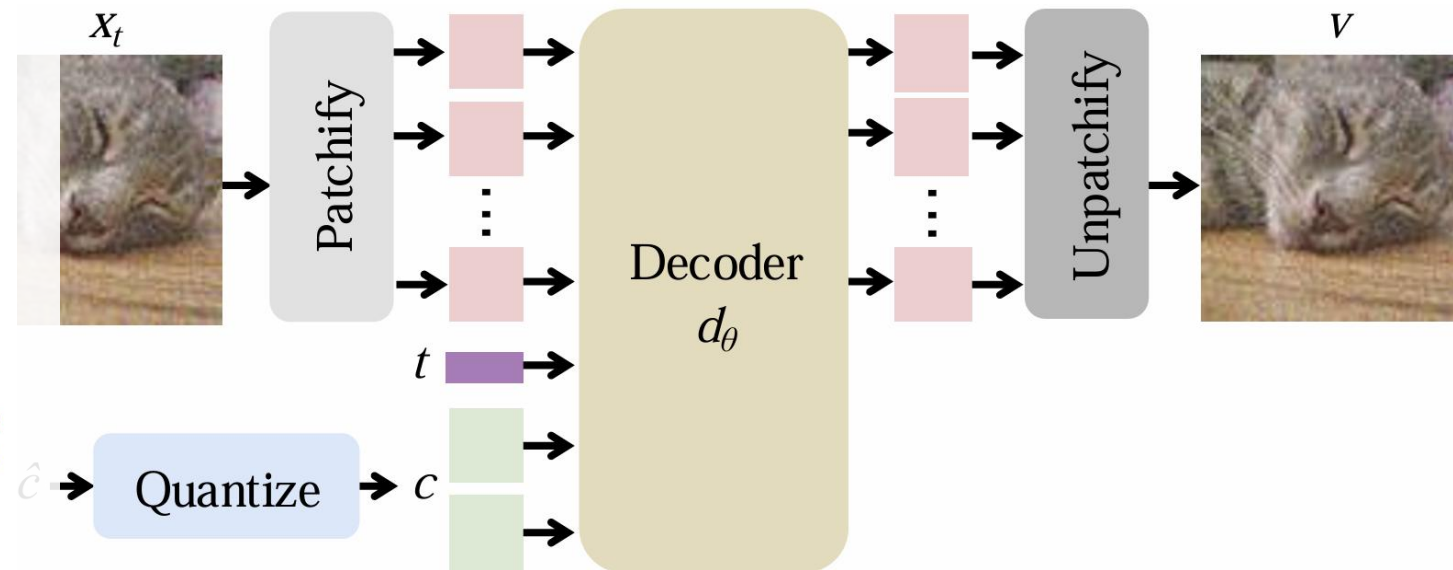 x_t
v
Patchify
Unpatchify
Decoder
d_θ
t
ĉ
Quantize
c